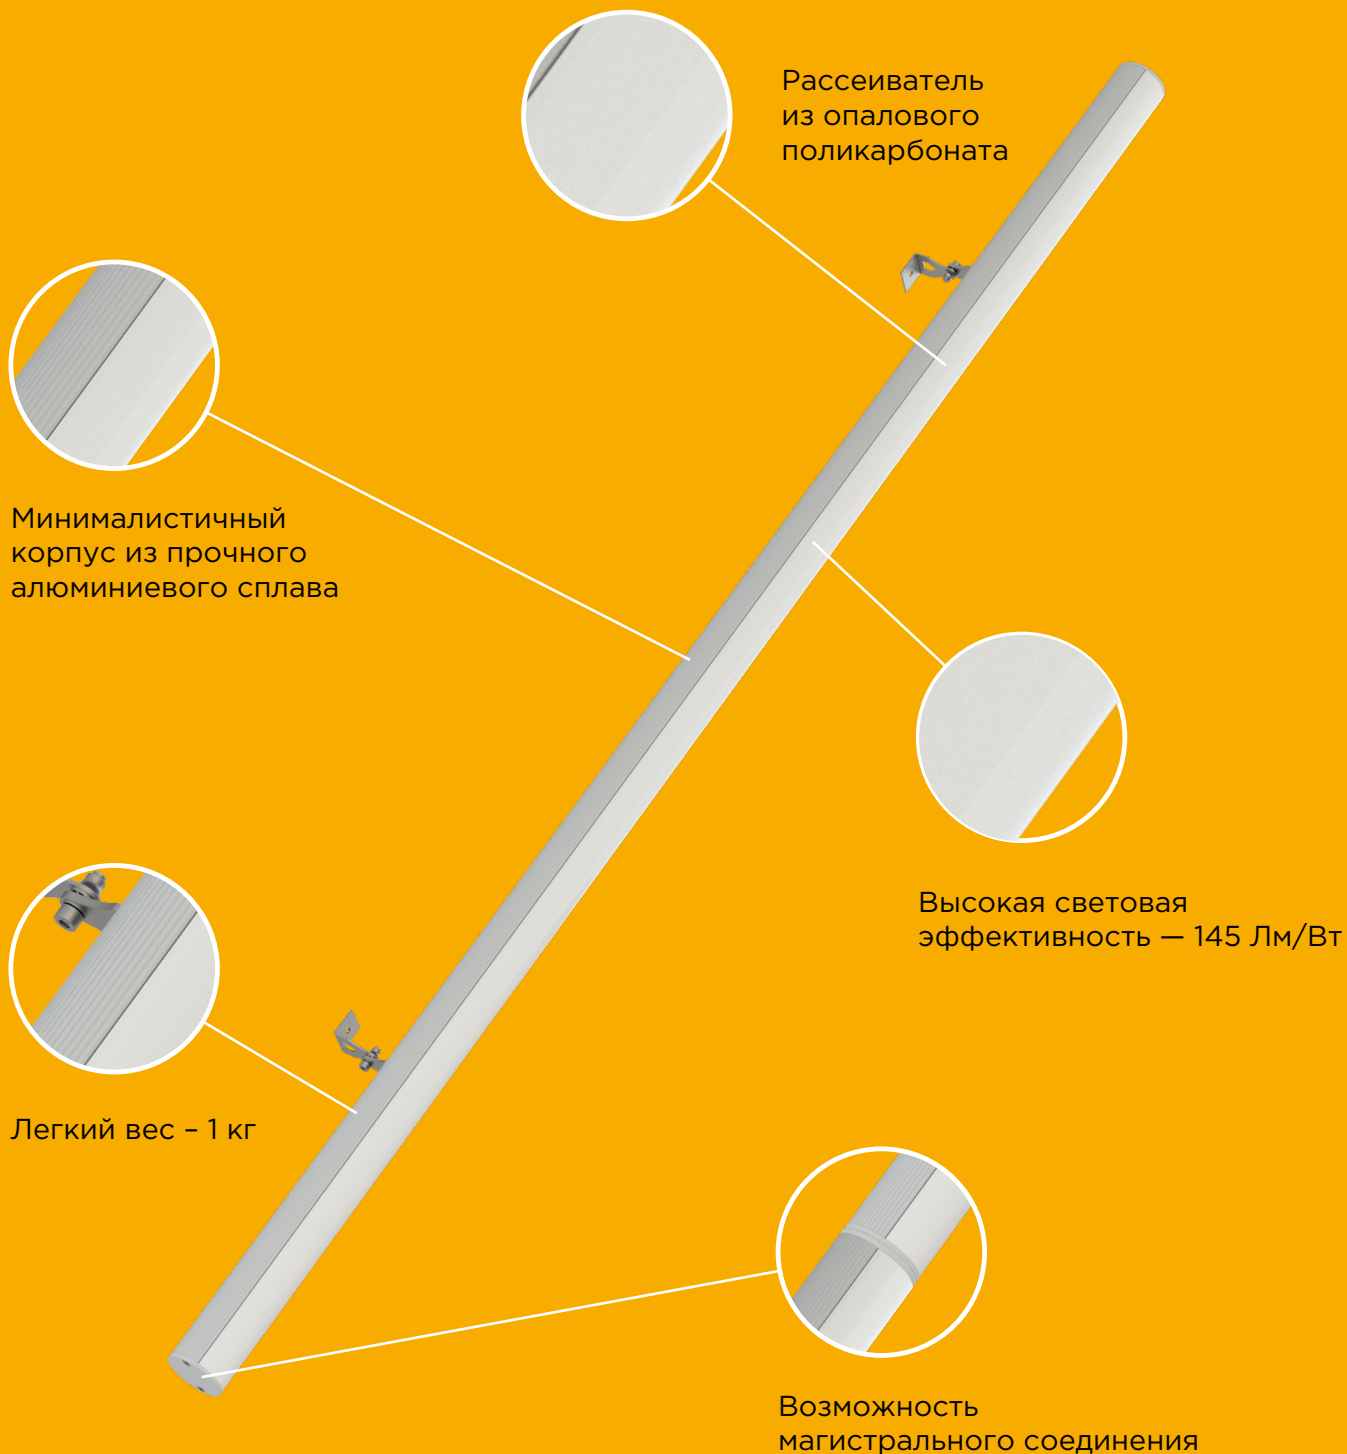 Рассеиватель
из опалового
поликарбоната
Минималистичный
корпус из прочного
алюминиевого сплава
Высокая световая
эффективность — 145 Лм/Вт
Легкий вес – 1 кг
Возможность
магистрального соединения